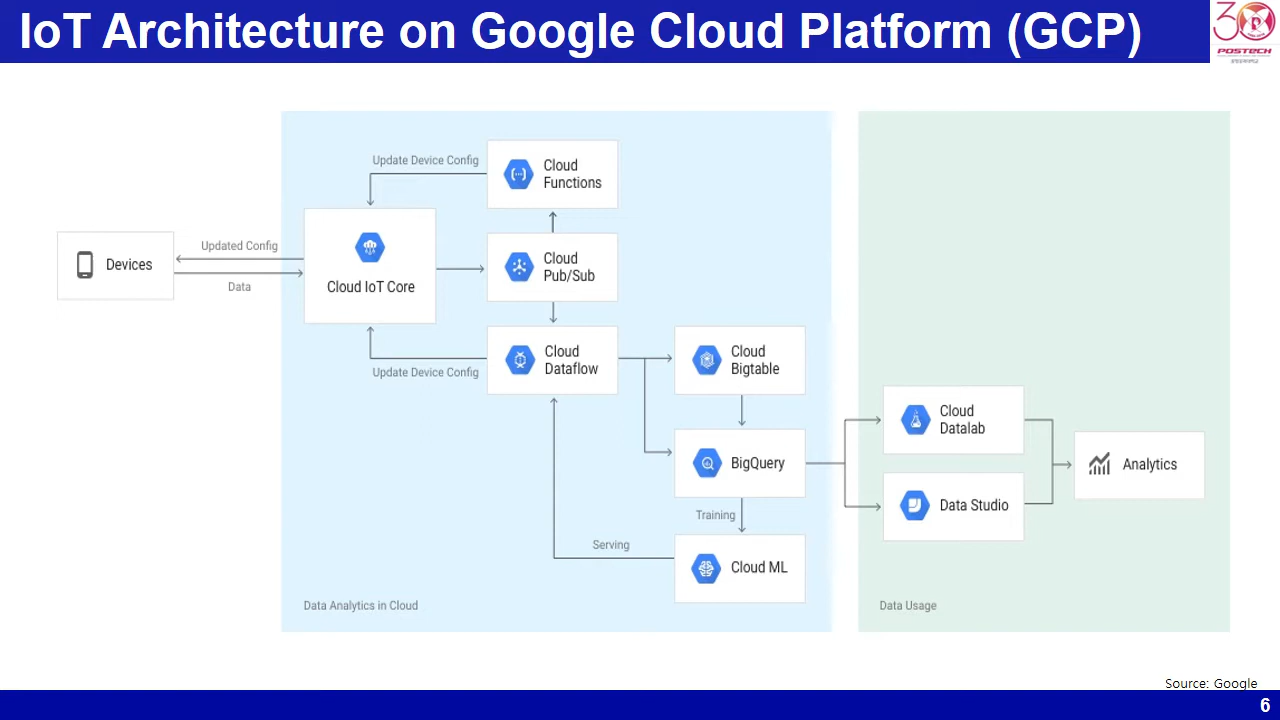 IoT Architecture on Google Cloud Platform (GCP)
30
POSTECH
Update Device Config
Cloud
Functions
Devices
Updated Config
Data
Cloud IoT Core
Cloud
Pub/Sub
Update Device Config
Cloud
Dataflow
Cloud
Bigtable
BigQuery
Training
Serving
Cloud ML
Data Analytics in Cloud
Cloud
Datalab
Data Studio
Analytics
Data Usage
Source: Google
6